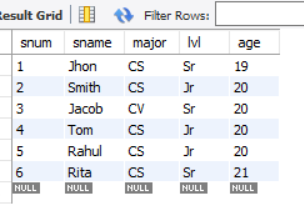 Result Grid Filter Rows:
snum sname major lvl age
1 Jhon CS Sr 19
2 Smith CS Jr 20
3 Jacob CV Sr 20
4 Tom CS Jr 20
5 Rahul CS Jr 20
6 Rita CS Sr 21
NULL NULL NULL NULL NULL